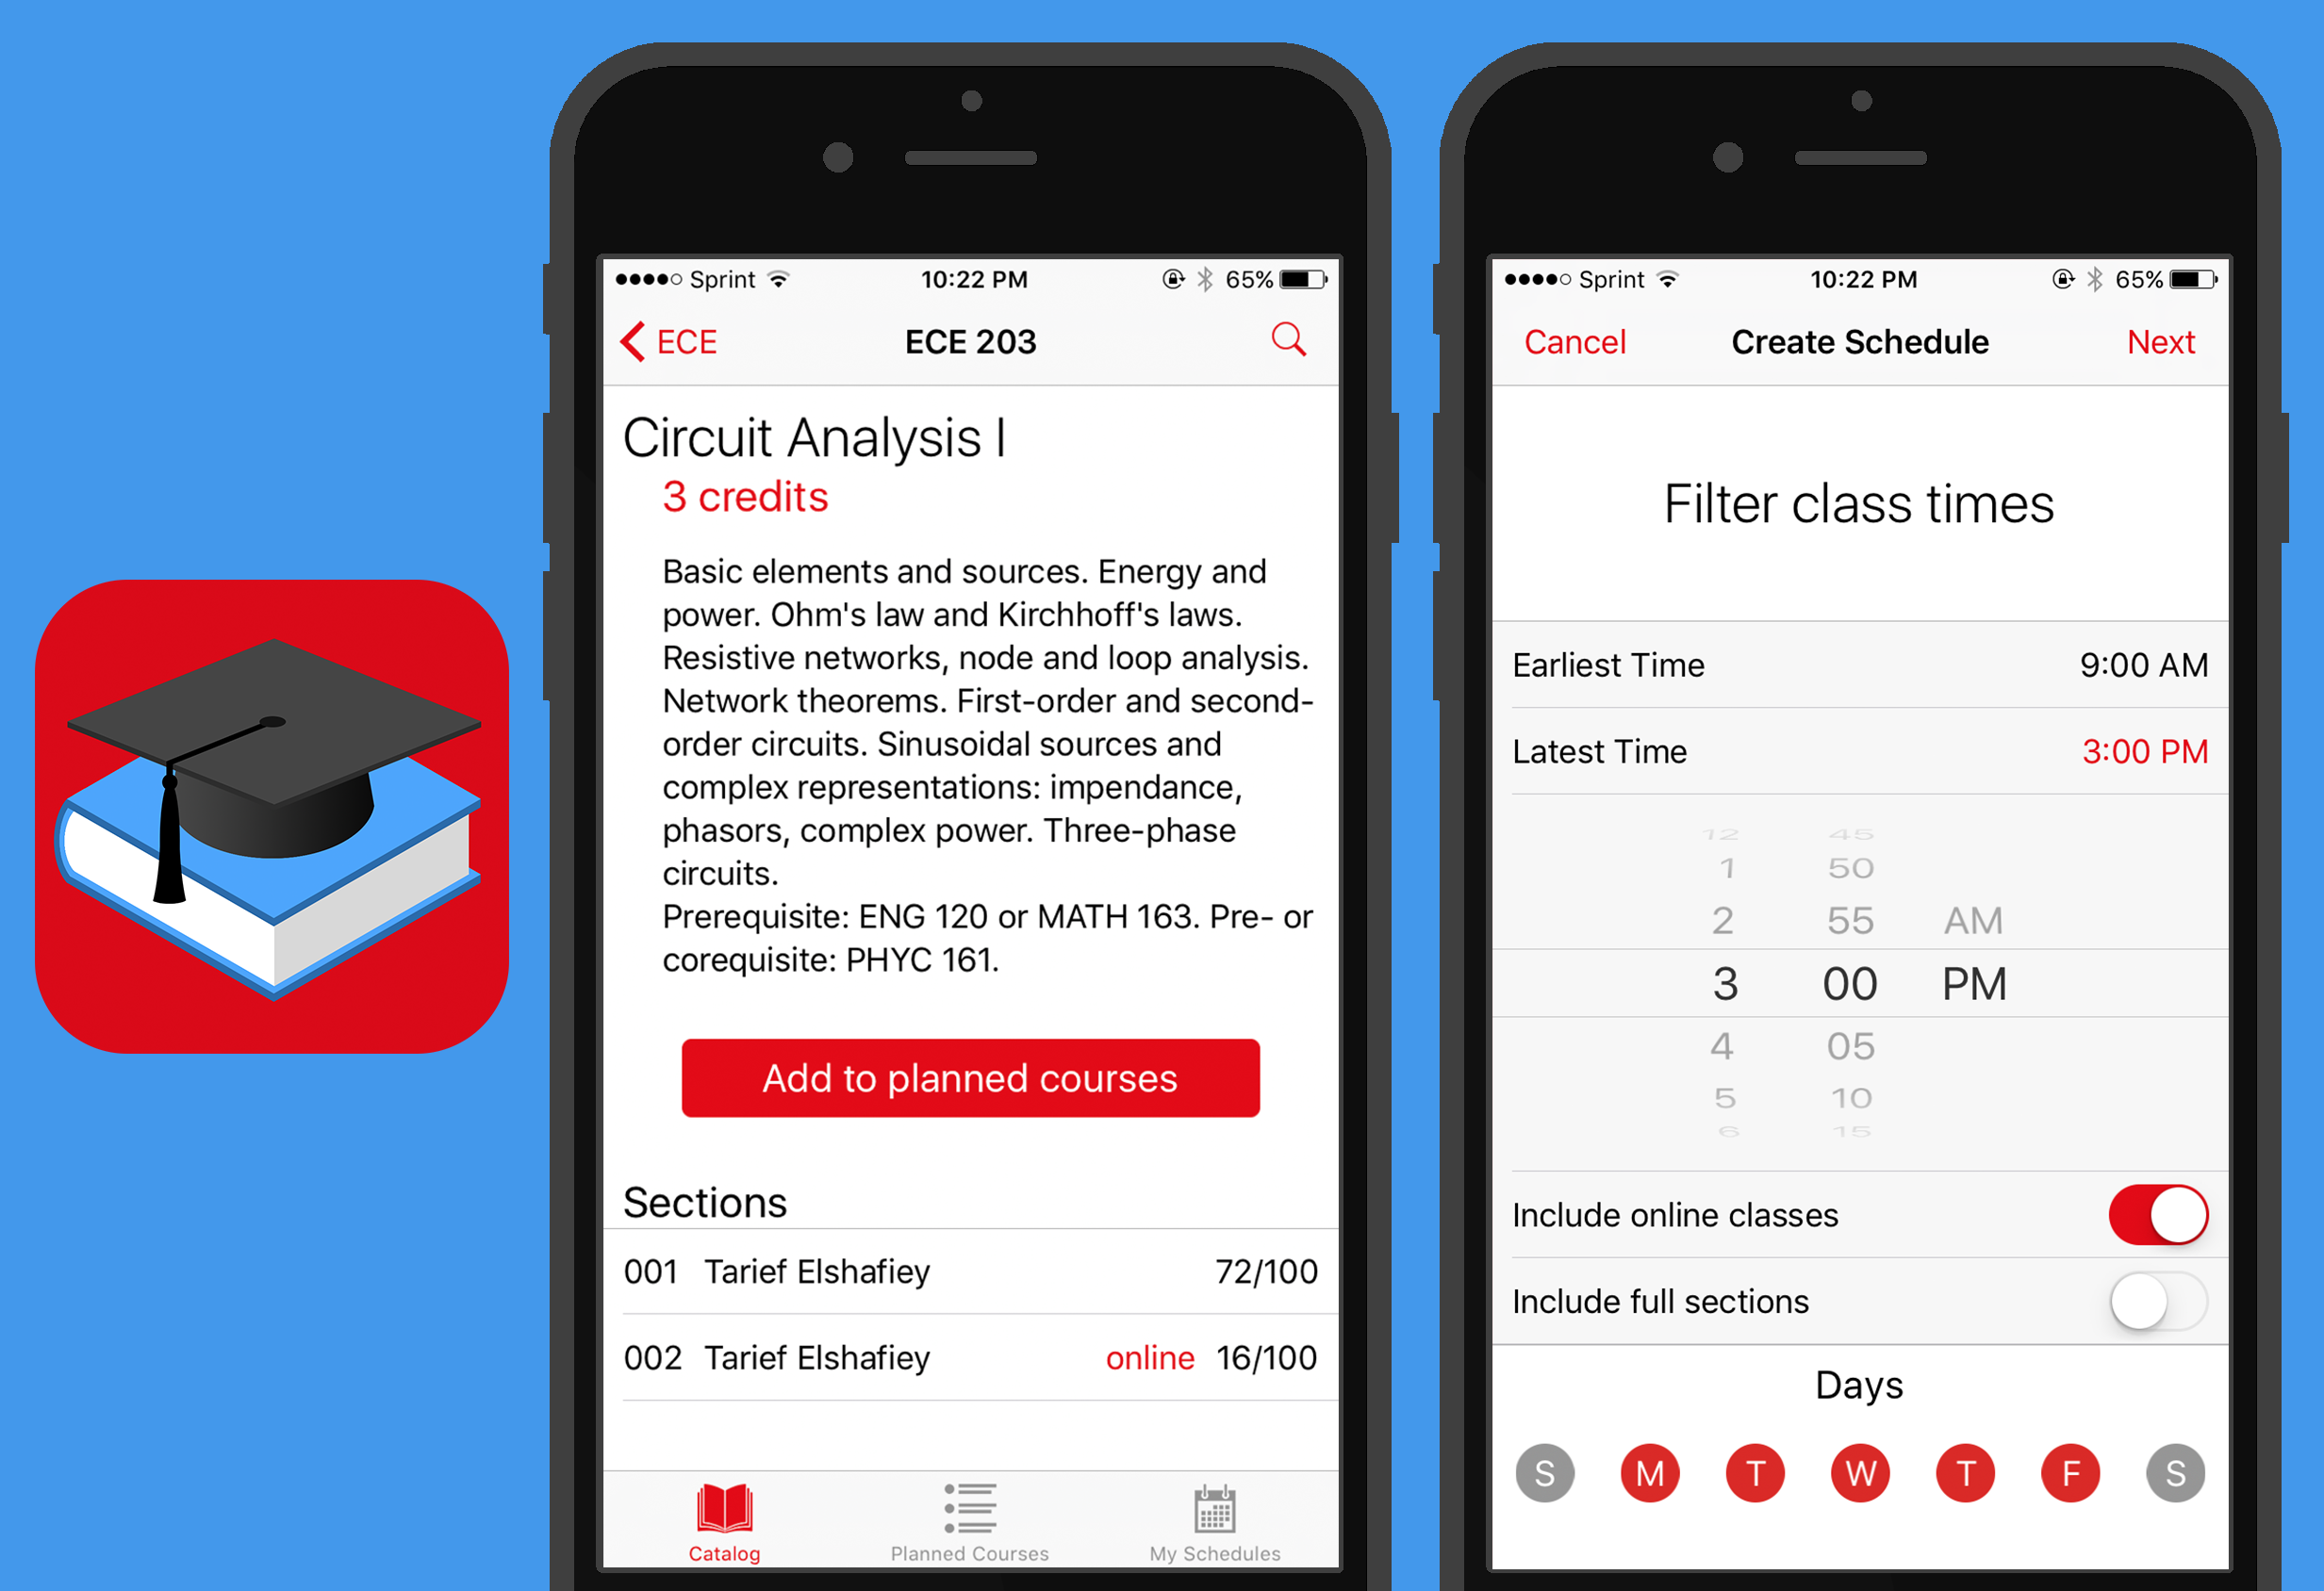 Sprint 10:22 PM 65%
ECE ECE 203
Circuit Analysis I
3 credits
Basic elements and sources. Energy and
power. Ohm's law and Kirchhoff's laws.
Resistive networks, node and loop analysis.
Network theorems. First-order and second-
order circuits. Sinusoidal sources and
complex representations: impendance,
phasors, complex power. Three-phase
circuits.
Prerequisite: ENG 120 or MATH 163. Pre- or
corequisite: PHYC 161.
Add to planned courses
Sections
001 Tarief Elshafiey 72/100
002 Tarief Elshafiey online 16/100
Catalog Planned Courses My Schedules
Sprint 10:22 PM 65%
Cancel Create Schedule Next
Filter class times
Earliest Time 9:00 AM
Latest Time 3:00 PM
12 45
1 50
2 55 AM
3 00 PM
4 05
5 10
6 15
Include online classes
Include full sections
Days
S M T W T F S